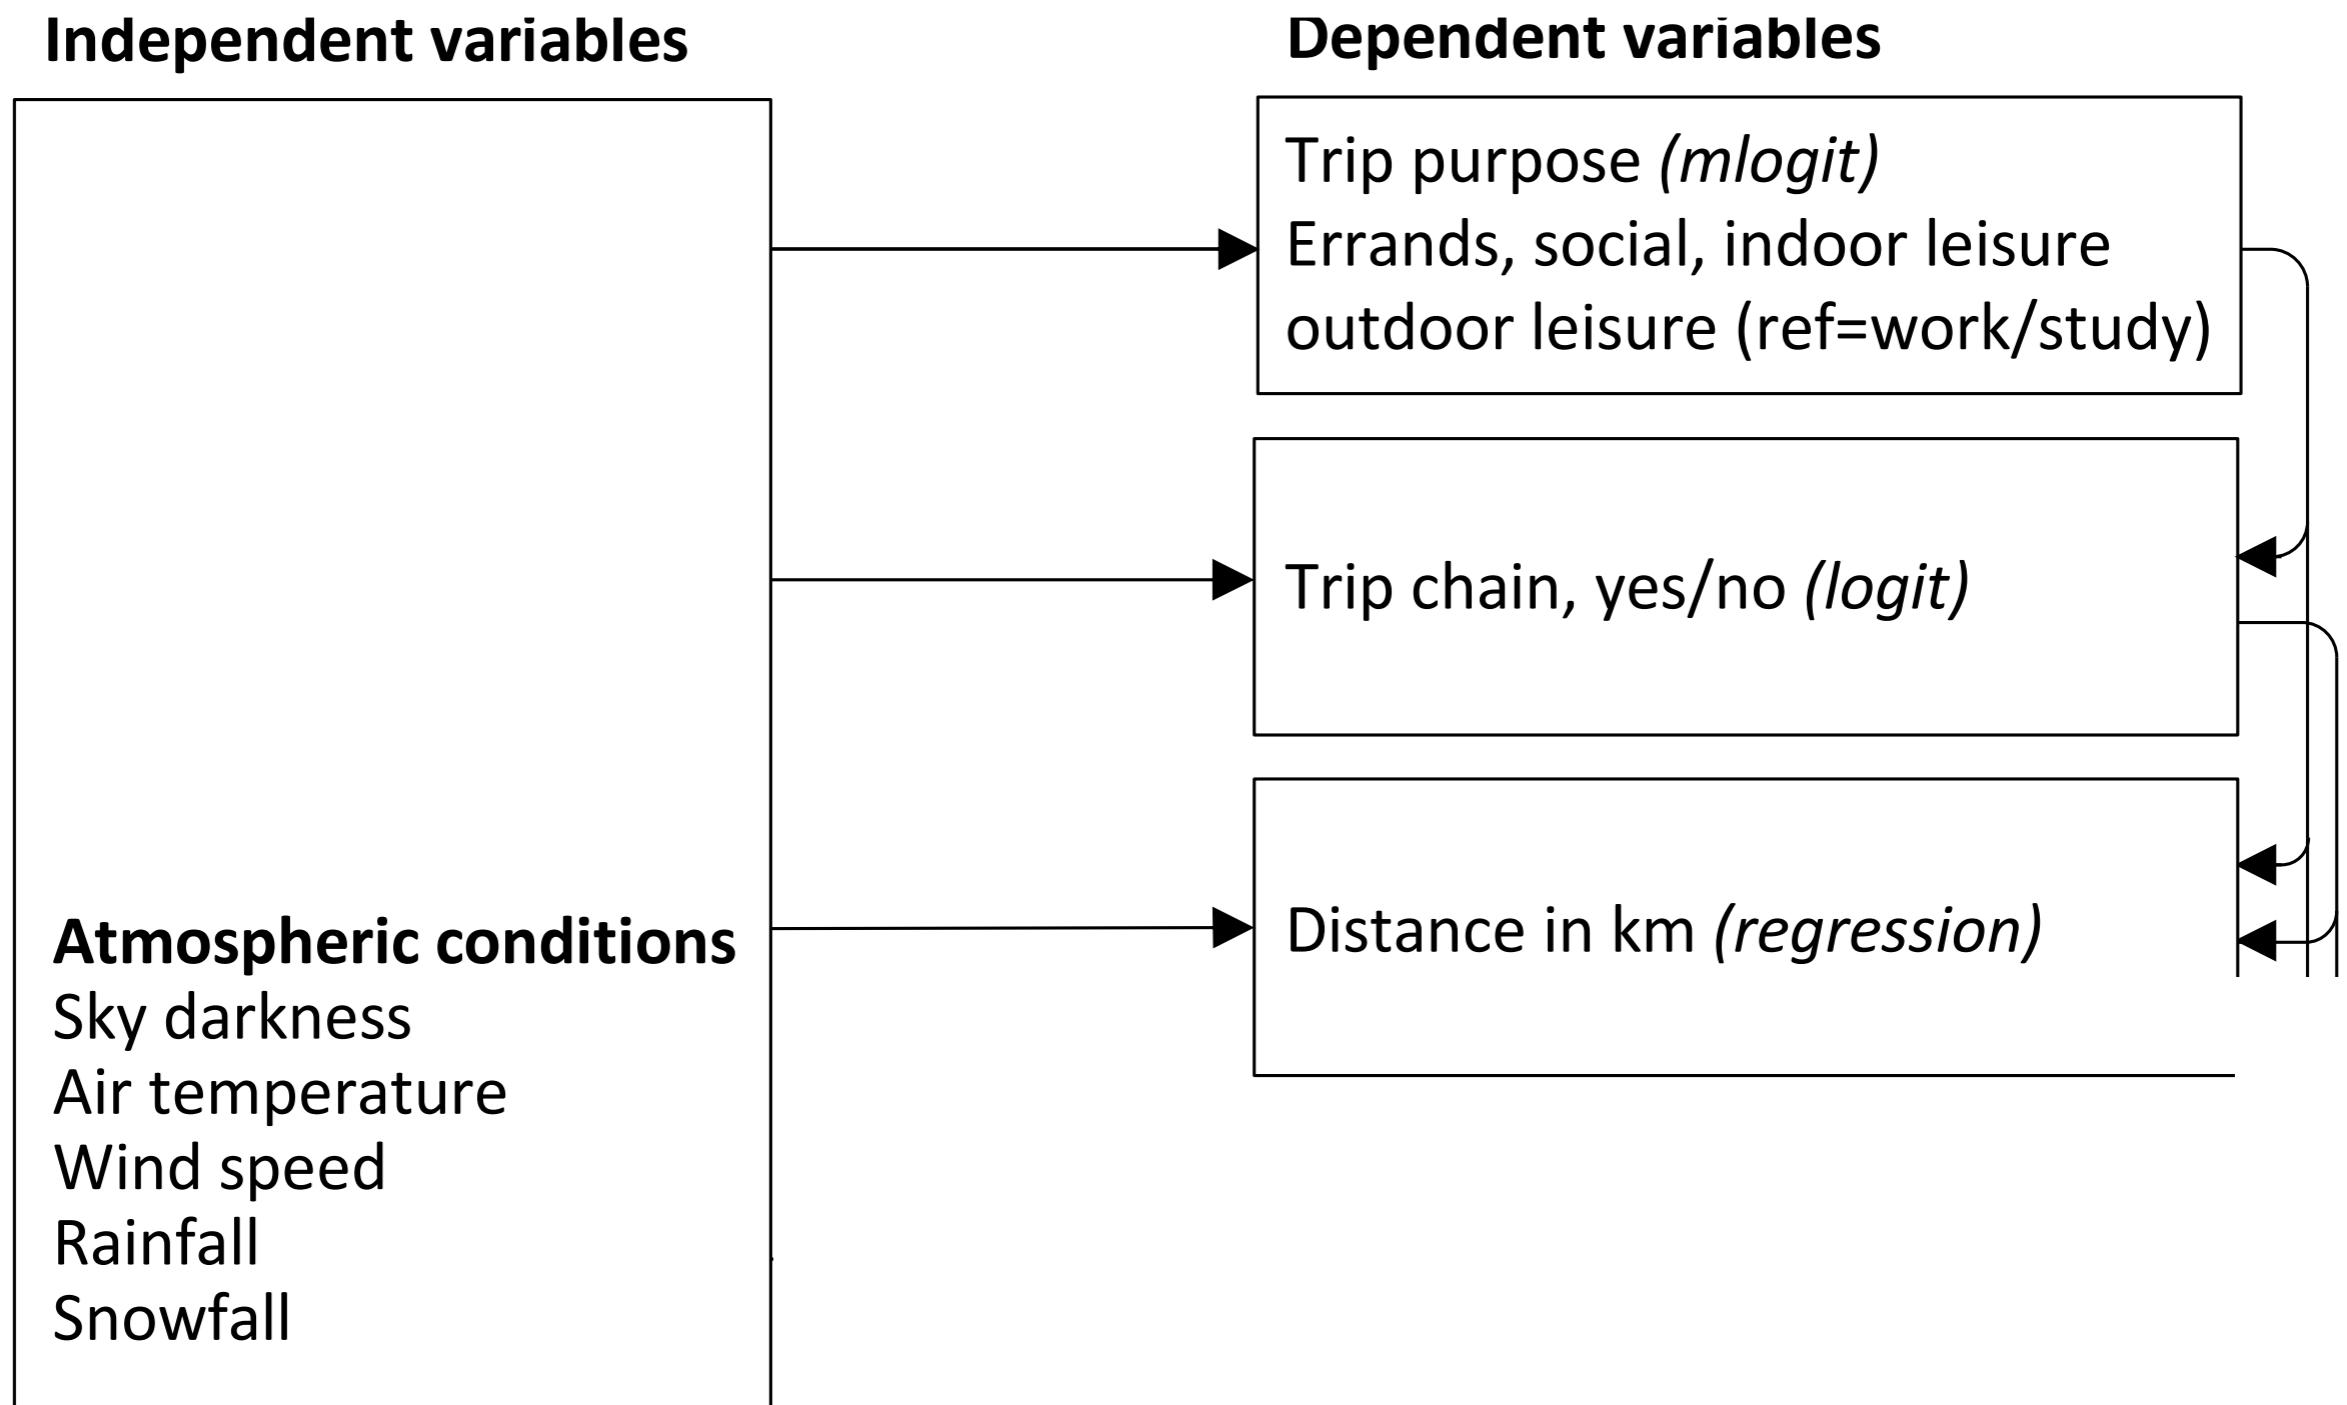 Independent variables
Atmospheric conditions
Sky darkness
Air temperature
Wind speed
Rainfall
Snowfall
Dependent variables
Trip purpose (mlogit)
Errands, social, indoor leisure
outdoor leisure (ref=work/study)
Trip chain, yes/no (logit)
Distance in km (regression)